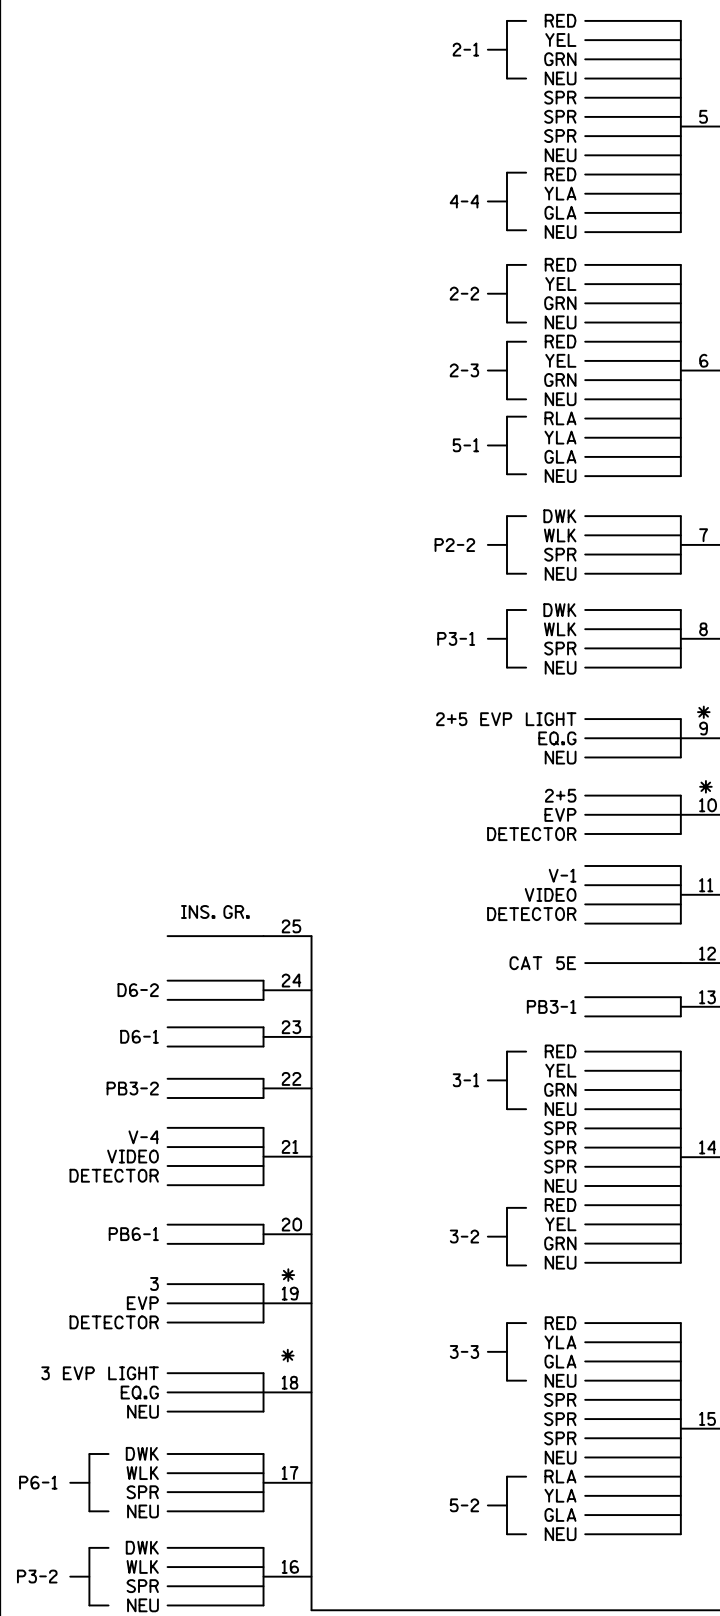 RED
YEL
2-1
GRN
NEU
SPR
SPR
5
SPR
NEU
RED
YLA
4-4
GLA
NEU
RED
YEL
2-2
GRN
NEU
RED
YEL
6
2-3
GRN
NEU
RLA
YLA
5-1
GLA
NEU
DWK
WLK
7
P2-2
SPR
NEU
DWK
WLK
8
P3-1
SPR
NEU
*
2+5 EVP LIGHT
9
EQ.G
NEU
*
2+5
10
EVP
DETECTOR
V-1
11
VIDEO
DETECTOR
12
CAT 5E
13
PB3-1
RED
YEL
3-1
GRN
NEU
SPR
SPR
14
SPR
NEU
RED
YEL
3-2
GRN
NEU
RED
YLA
3-3
GLA
NEU
SPR
SPR
15
SPR
NEU
RLA
YLA
5-2
GLA
NEU
INS. GR.
25
24
D6-2
23
D6-1
22
PB3-2
V-4
21
VIDEO
DETECTOR
20
PB6-1
*
3
19
EVP
DETECTOR
*
3 EVP LIGHT
18
EQ.G
NEU
DWK
WLK
17
P6-1
SPR
NEU
DWK
WLK
16
P3-2
SPR
NEU